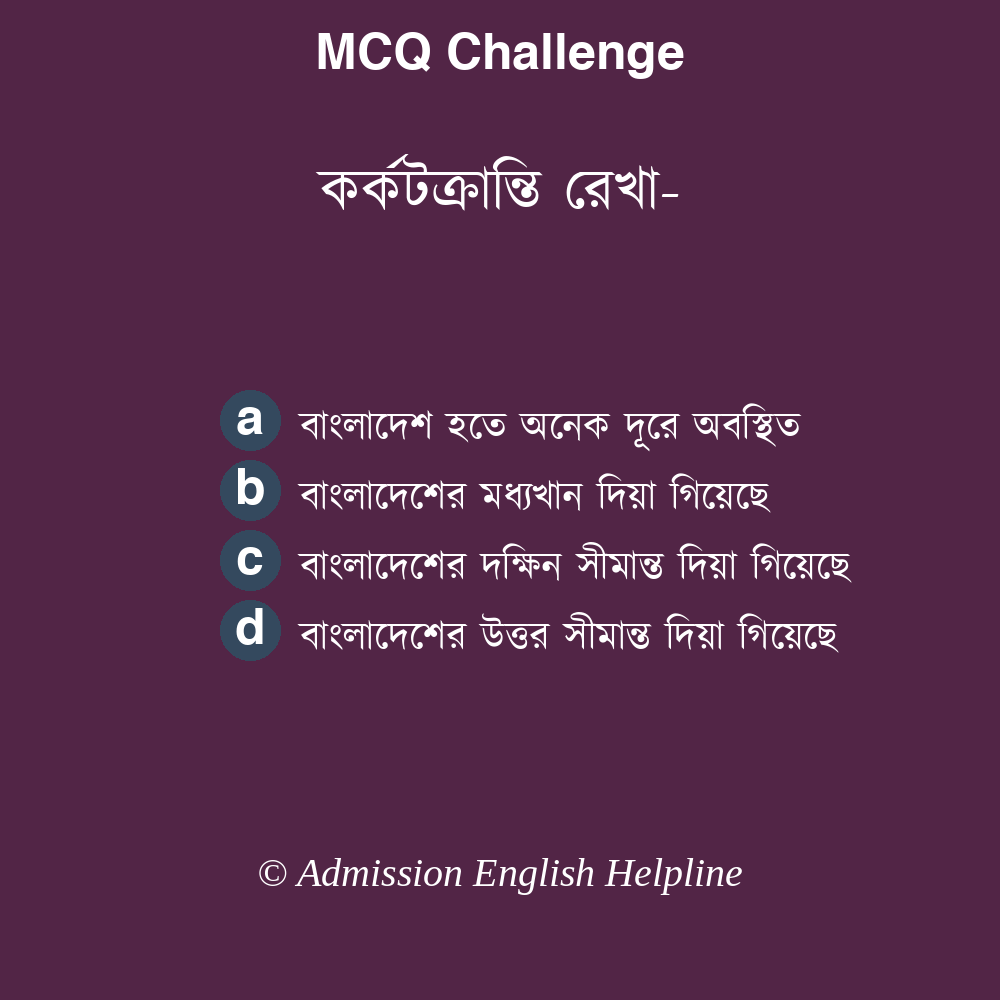 MCQ Challenge
কর্কটক্রান্তি রেখা-
a বাংলাদেশ হতে অনেক দূরে অবস্থিত
b বাংলাদেশের মধ্যখান দিয়া গিয়েছে
c বাংলাদেশের দক্ষিন সীমান্ত দিয়া গিয়েছে
d বাংলাদেশের উত্তর সীমান্ত দিয়া গিয়েছে
© Admission English Helpline